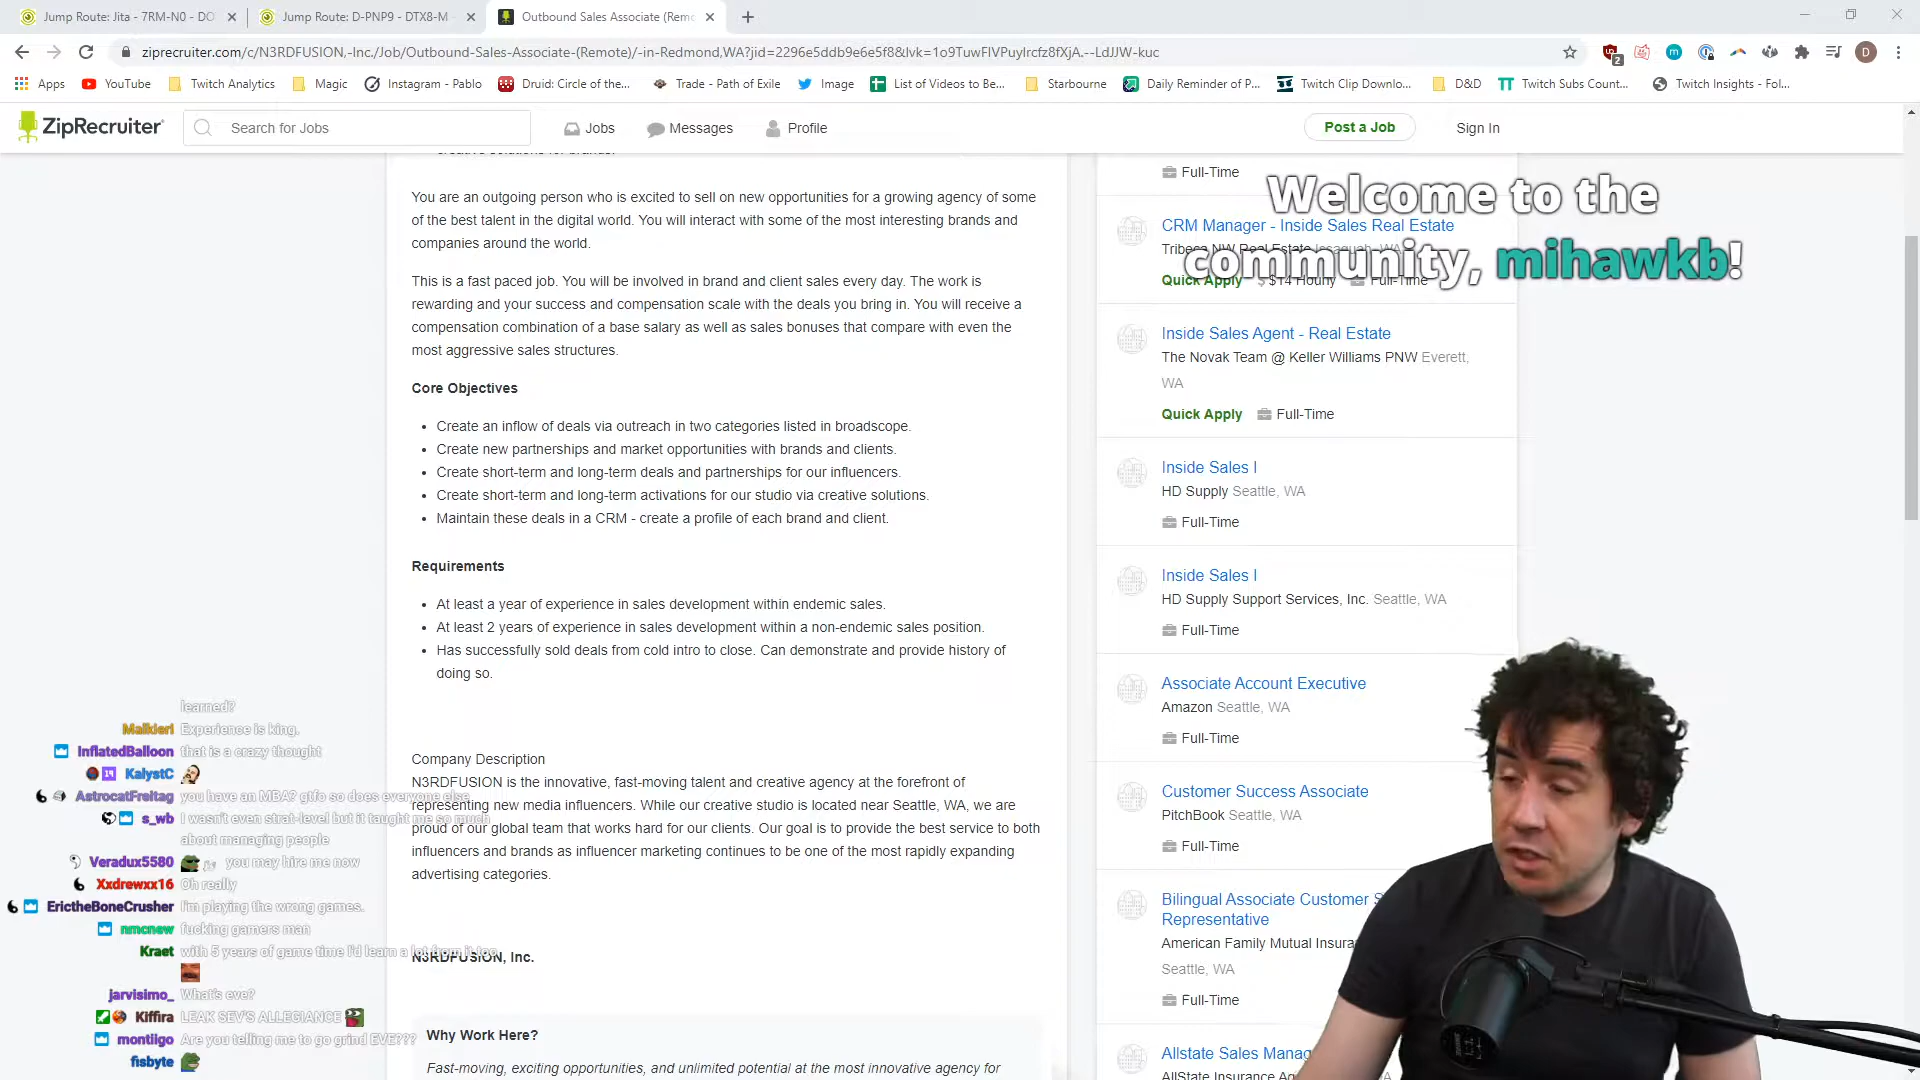 Jump Route: Jita - 7RM-N0 - DO
Jump Route: D-PNP9 - DTX8-M -
Outbound Sales Associate (Remo
ziprecruiter.com/c/N3RDFUSION,-Inc./Job/Outbound-Sales-Associate-(Remote)/-in-Redmond,WA?jid=2296e5ddb9e6e5f8&lvk=1o9TuwFlVPuyIrcfz8fXjA.--LdJJW-kuc
2
D
Apps
YouTube
Twitch Analytics
Magic
Instagram - Pablo
Druid: Circle of the...
Trade - Path of Exile
Image
List of Videos to Be...
Starbourne
Daily Reminder of P...
Twitch Clip Downlo...
D&D
Twitch Subs Count...
Twitch Insights - Fol...
ZipRecruiter
Search for Jobs
Jobs
Messages
Profile
Post a Job
Sign In
creative solutions for brands.
You are an outgoing person who is excited to sell on new opportunities for a growing agency of some
of the best talent in the digital world. You will interact with some of the most interesting brands and
companies around the world.
This is a fast paced job. You will be involved in brand and client sales every day. The work is
rewarding and your success and compensation scale with the deals you bring in. You will receive a
compensation combination of a base salary as well as sales bonuses that compare with even the
most aggressive sales structures.
Core Objectives
Create an inflow of deals via outreach in two categories listed in broadscope.
Create new partnerships and market opportunities with brands and clients.
Create short-term and long-term deals and partnerships for our influencers.
Create short-term and long-term activations for our studio via creative solutions.
Maintain these deals in a CRM - create a profile of each brand and client.
Requirements
At least a year of experience in sales development within endemic sales.
At least 2 years of experience in sales development within a non-endemic sales position.
Has successfully sold deals from cold intro to close. Can demonstrate and provide history of
doing so.
Company Description
N3RDFUSION is the innovative, fast-moving talent and creative agency at the forefront of
representing new media influencers. While our creative studio is located near Seattle, WA, we are
proud of our global team that works hard for our clients. Our goal is to provide the best service to both
influencers and brands as influencer marketing continues to be one of the most rapidly expanding
advertising categories.
N3RDFUSION, Inc.
Why Work Here?
Fast-moving, exciting opportunities, and unlimited potential at the most innovative agency for
Full-Time
Welcome to the
community, mihawkb!
CRM Manager - Inside Sales Real Estate
Tribeca NW Real Estate Issaquah, WA
Quick Apply $14 Hourly Full-Time
Inside Sales Agent - Real Estate
The Novak Team @ Keller Williams PNW Everett,
WA
Quick Apply Full-Time
Inside Sales I
HD Supply Seattle, WA
Full-Time
Inside Sales I
HD Supply Support Services, Inc. Seattle, WA
Full-Time
Associate Account Executive
Amazon Seattle, WA
Full-Time
Customer Success Associate
PitchBook Seattle, WA
Full-Time
Bilingual Associate Customer S
Representative
American Family Mutual Insura
Seattle, WA
Full-Time
Allstate Sales Manag
AllState Insurance Ag
learned?
Malkieri Experience is king.
InflatedBalloon that is a crazy thought
KalystC
AstrocatFreitag you have an MBA? gtfo so does everyone else
s_wb I wasn't even strat-level but it taught me so much
about managing people
Veradux5580 you may hire me now
Xxdrewxx16 Oh really
ErictheBoneCrusher I'm playing the wrong games.
nmcnew fucking gamers man
Kraet with 5 years of game time I'd learn a lot from it too
jarvisimo_ What's eve?
Kiffira LEAK SEV'S ALLEGIANCE
montiigo Are you telling me to go grind EVE???
fisbyte